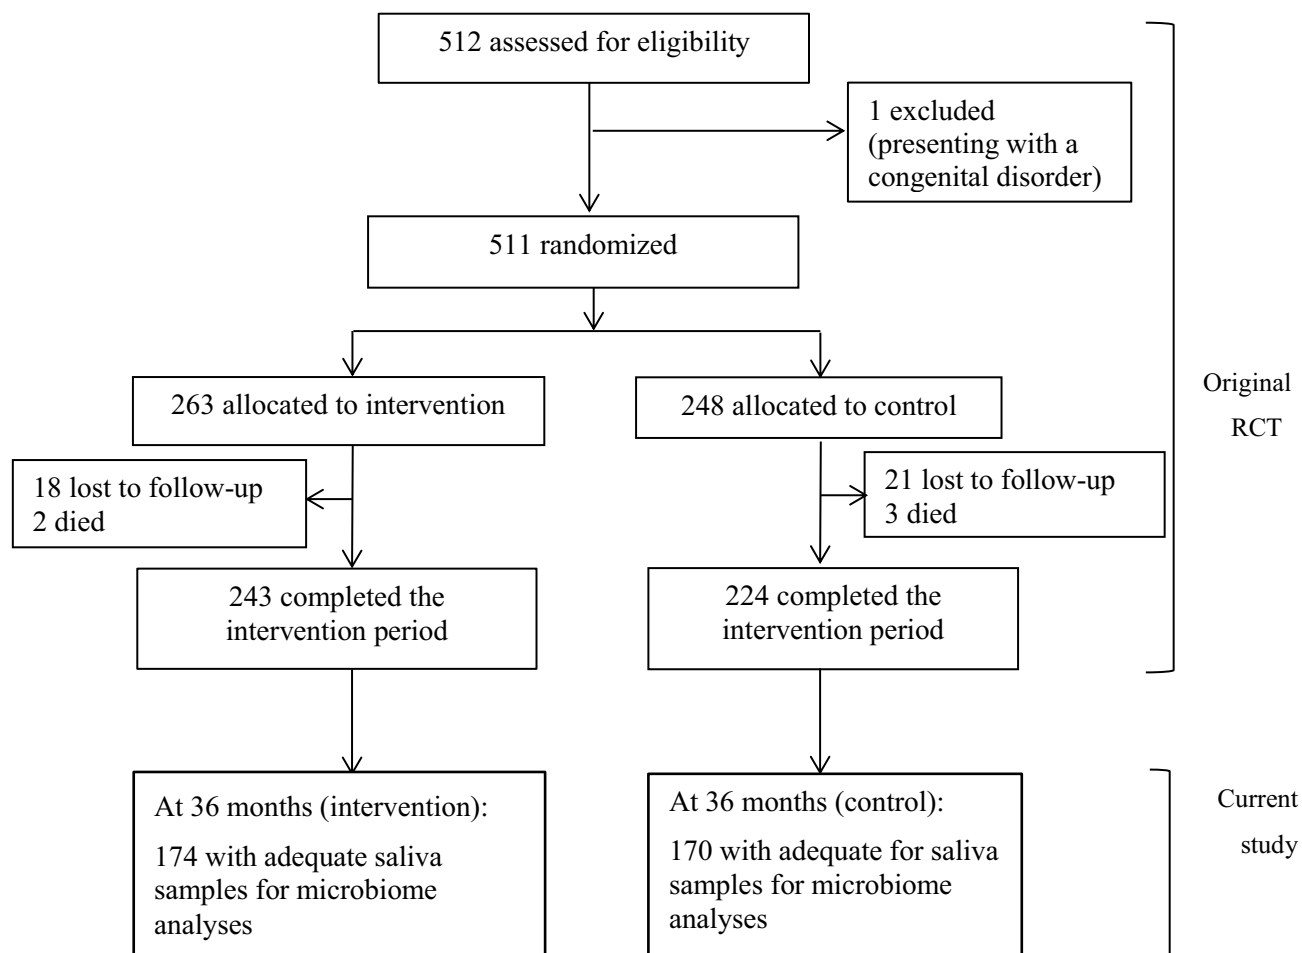 512 assessed for eligibility
1 excluded
(presenting with a
congenital disorder)
511 randomized
263 allocated to intervention
248 allocated to control
Original
RCT
18 lost to follow-up
2 died
21 lost to follow-up
3 died
243 completed the
intervention period
224 completed the
intervention period
At 36 months (intervention):
174 with adequate saliva
samples for microbiome
analyses
At 36 months (control):
170 with adequate for saliva
samples for microbiome
analyses
Current
study